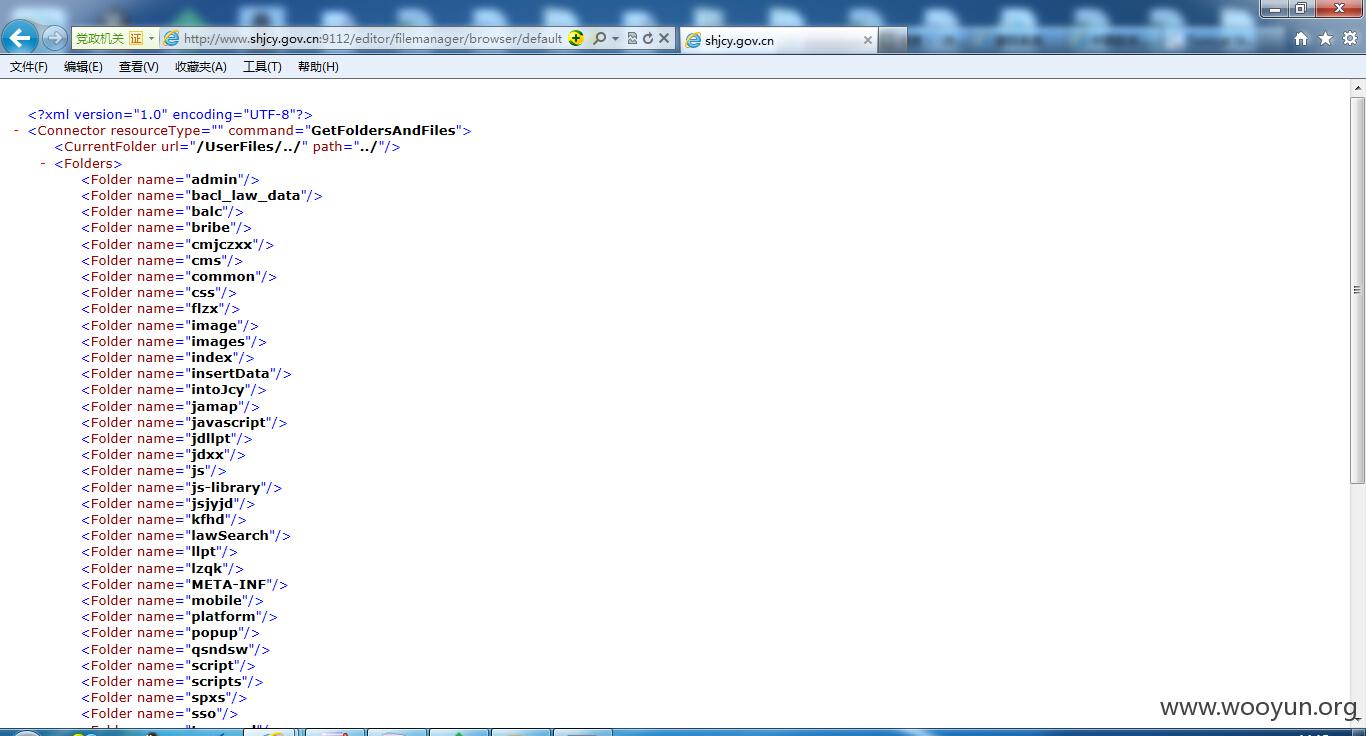 党政机关 证 http://www.shjcy.gov.cn:9112/editor/filemanager/browser/default shjcy.gov.cn
文件(F) 编辑(E) 查看(V) 收藏夹(A) 工具(T) 帮助(H)
<?xml version="1.0" encoding="UTF-8"?>
- <Connector resourceType="" command="GetFoldersAndFiles">
<CurrentFolder url="/UserFiles/../" path="../"/>
- <Folders>
<Folder name="admin"/>
<Folder name="bacl_law_data"/>
<Folder name="balc"/>
<Folder name="bribe"/>
<Folder name="cmjczxx"/>
<Folder name="cms"/>
<Folder name="common"/>
<Folder name="css"/>
<Folder name="flzx"/>
<Folder name="image"/>
<Folder name="images"/>
<Folder name="index"/>
<Folder name="insertData"/>
<Folder name="intoJcy"/>
<Folder name="jamap"/>
<Folder name="javascript"/>
<Folder name="jdllpt"/>
<Folder name="jdxx"/>
<Folder name="js"/>
<Folder name="js-library"/>
<Folder name="jsjyjd"/>
<Folder name="kfhd"/>
<Folder name="lawSearch"/>
<Folder name="llpt"/>
<Folder name="lzqk"/>
<Folder name="META-INF"/>
<Folder name="mobile"/>
<Folder name="platform"/>
<Folder name="popup"/>
<Folder name="qsndsw"/>
<Folder name="script"/>
<Folder name="scripts"/>
<Folder name="spxs"/>
<Folder name="sso"/>
www.wooyun.org